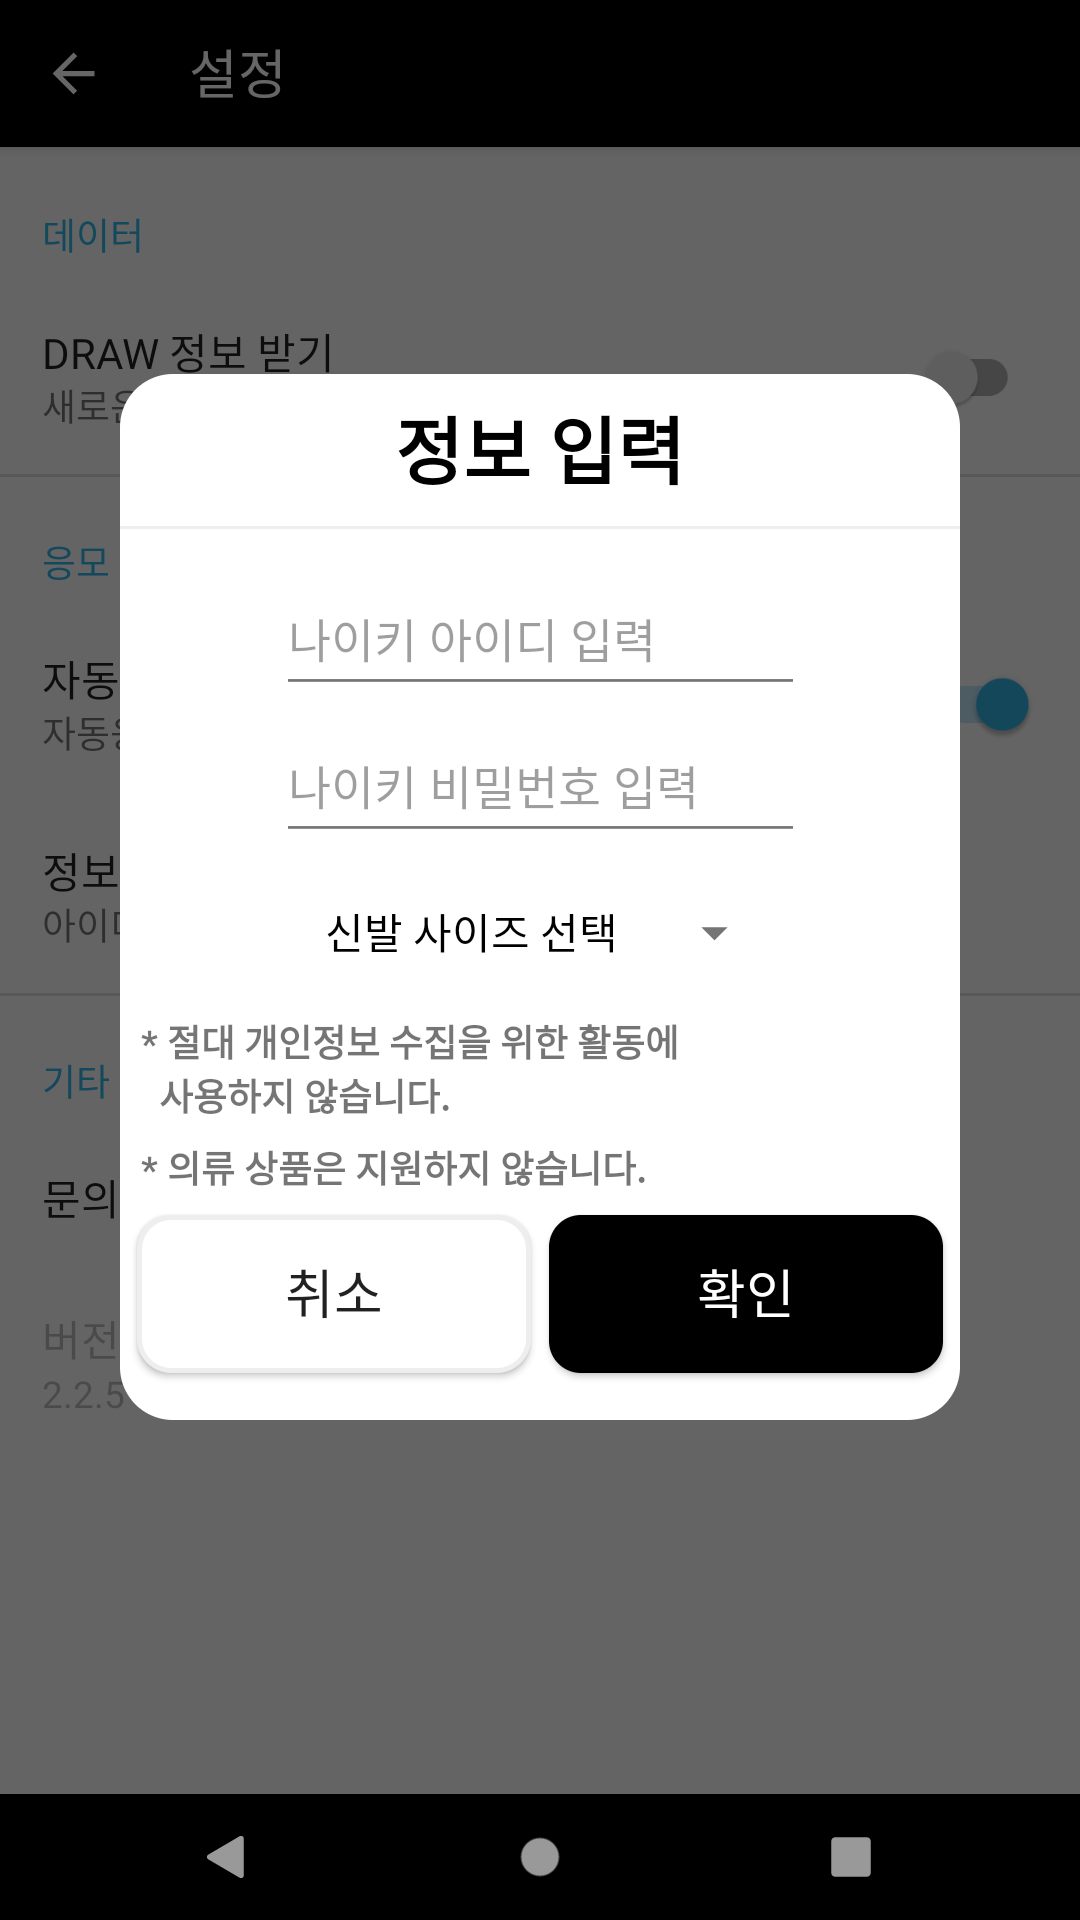 설정
데이터
DRAW 정보 받기
새로운
정보 입력
응모
나이키 아이디 입력
자동
자동응
나이키 비밀번호 입력
정보
아이디
신발 사이즈 선택
* 절대 개인정보 수집을 위한 활동에
사용하지 않습니다.
기타
* 의류 상품은 지원하지 않습니다.
문의
취소
확인
버전
2.2.5